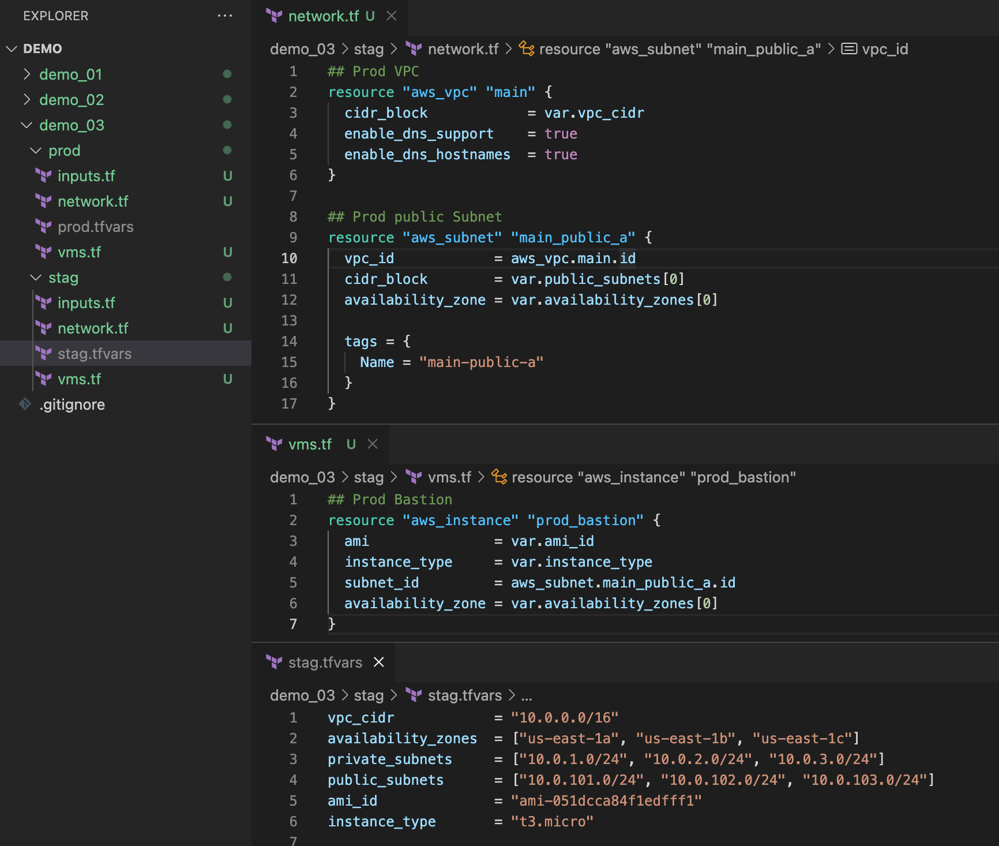 EXPLORER ···
DEMO
demo_01
demo_02
demo_03
prod
inputs.tf U
network.tf U
prod.tfvars
vms.tf U
stag
inputs.tf U
network.tf U
stag.tfvars
vms.tf U
.gitignore
network.tf U
demo_03 > stag > network.tf > resource "aws_subnet" "main_public_a" > vpc_id
1 ## Prod VPC
2 resource "aws_vpc" "main" {
3 cidr_block = var.vpc_cidr
4 enable_dns_support = true
5 enable_dns_hostnames = true
6 }
7
8 ## Prod public Subnet
9 resource "aws_subnet" "main_public_a" {
10 vpc_id = aws_vpc.main.id
11 cidr_block = var.public_subnets[0]
12 availability_zone = var.availability_zones[0]
13
14 tags = {
15 Name = "main-public-a"
16 }
17 }
vms.tf U
demo_03 > stag > vms.tf > resource "aws_instance" "prod_bastion"
1 ## Prod Bastion
2 resource "aws_instance" "prod_bastion" {
3 ami = var.ami_id
4 instance_type = var.instance_type
5 subnet_id = aws_subnet.main_public_a.id
6 availability_zone = var.availability_zones[0]
7 }
stag.tfvars
demo_03 > stag > stag.tfvars > ...
1 vpc_cidr = "10.0.0.0/16"
2 availability_zones = ["us-east-1a", "us-east-1b", "us-east-1c"]
3 private_subnets = ["10.0.1.0/24", "10.0.2.0/24", "10.0.3.0/24"]
4 public_subnets = ["10.0.101.0/24", "10.0.102.0/24", "10.0.103.0/24"]
5 ami_id = "ami-051dcca84f1edfff1"
6 instance_type = "t3.micro"
7